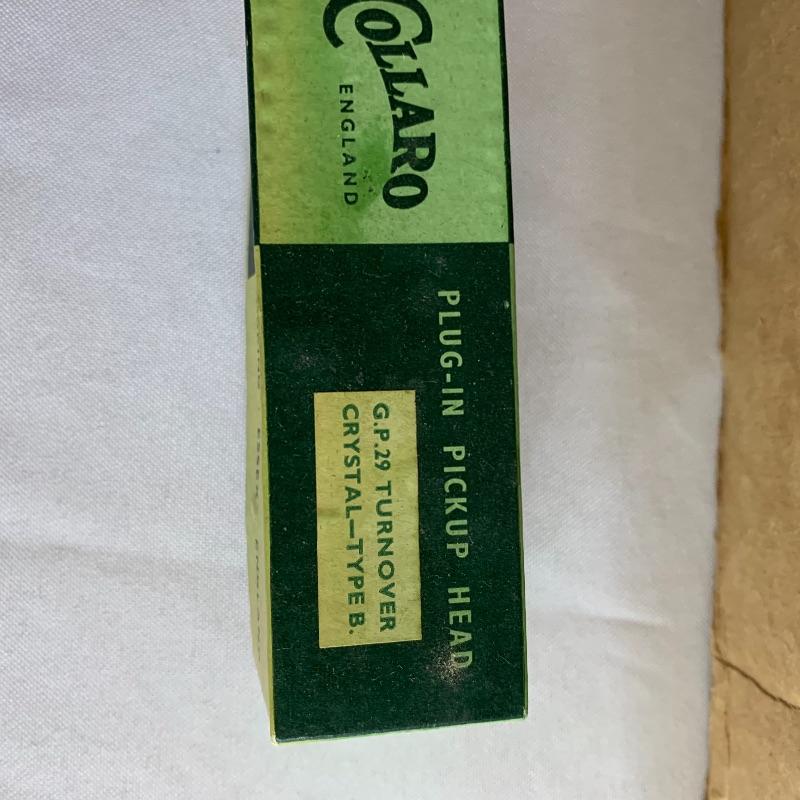 COLLARO
ENGLAND
PLUG-IN PICKUP HEAD
G.P.29 TURNOVER
CRYSTAL—TYPE B.